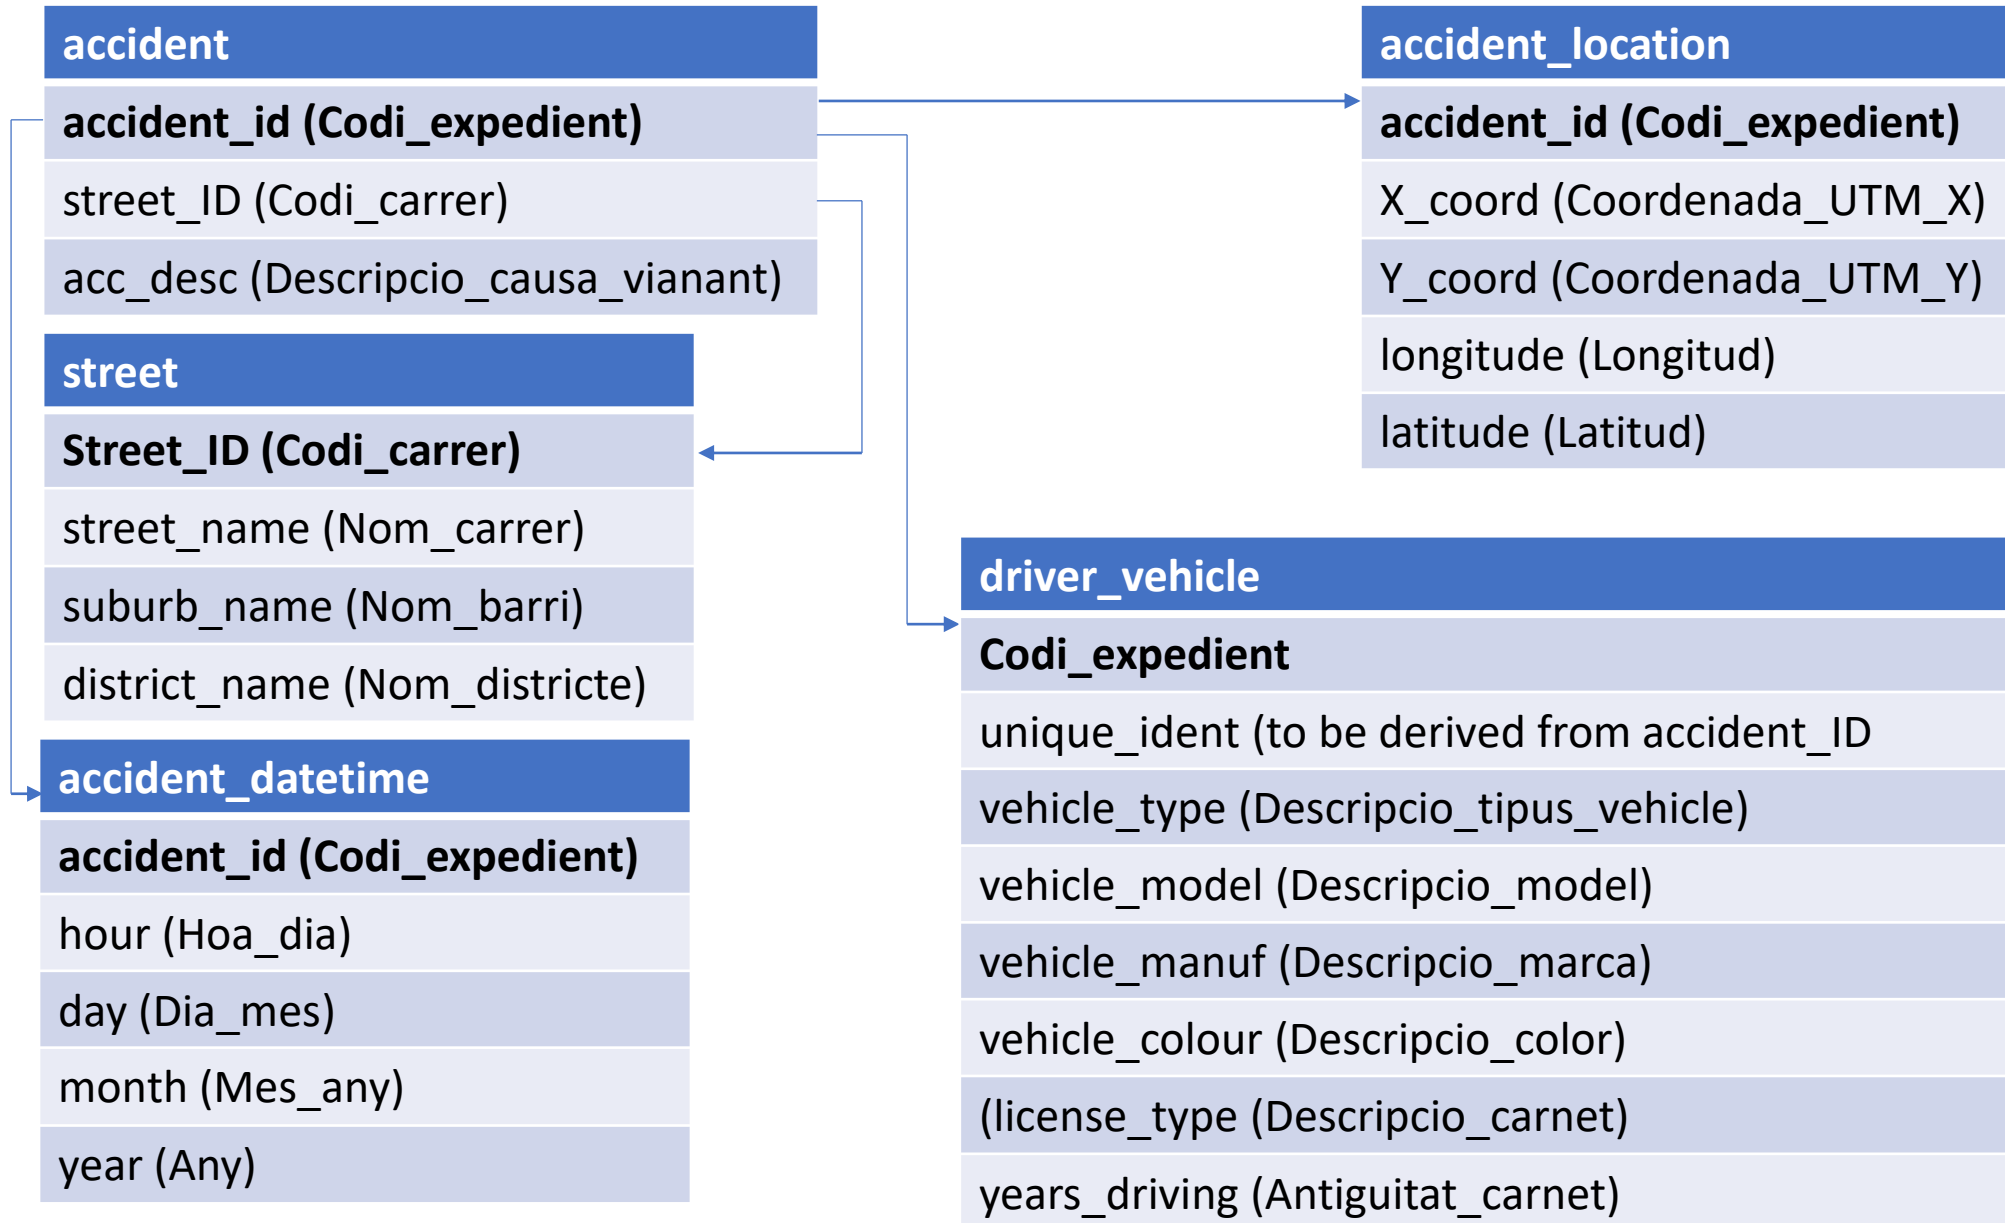 accident
accident_id (Codi_expedient)
street_ID (Codi_carrer)
acc_desc (Descripcio_causa_vianant)
street
Street_ID (Codi_carrer)
street_name (Nom_carrer)
suburb_name (Nom_barri)
district_name (Nom_districte)
accident_datetime
accident_id (Codi_expedient)
hour (Hoa_dia)
day (Dia_mes)
month (Mes_any)
year (Any)
accident_location
accident_id (Codi_expedient)
X_coord (Coordenada_UTM_X)
Y_coord (Coordenada_UTM_Y)
longitude (Longitud)
latitude (Latitud)
driver_vehicle
Codi_expedient
unique_ident (to be derived from accident_ID
vehicle_type (Descripcio_tipus_vehicle)
vehicle_model (Descripcio_model)
vehicle_manuf (Descripcio_marca)
vehicle_colour (Descripcio_color)
(license_type (Descripcio_carnet)
years_driving (Antiguitat_carnet)